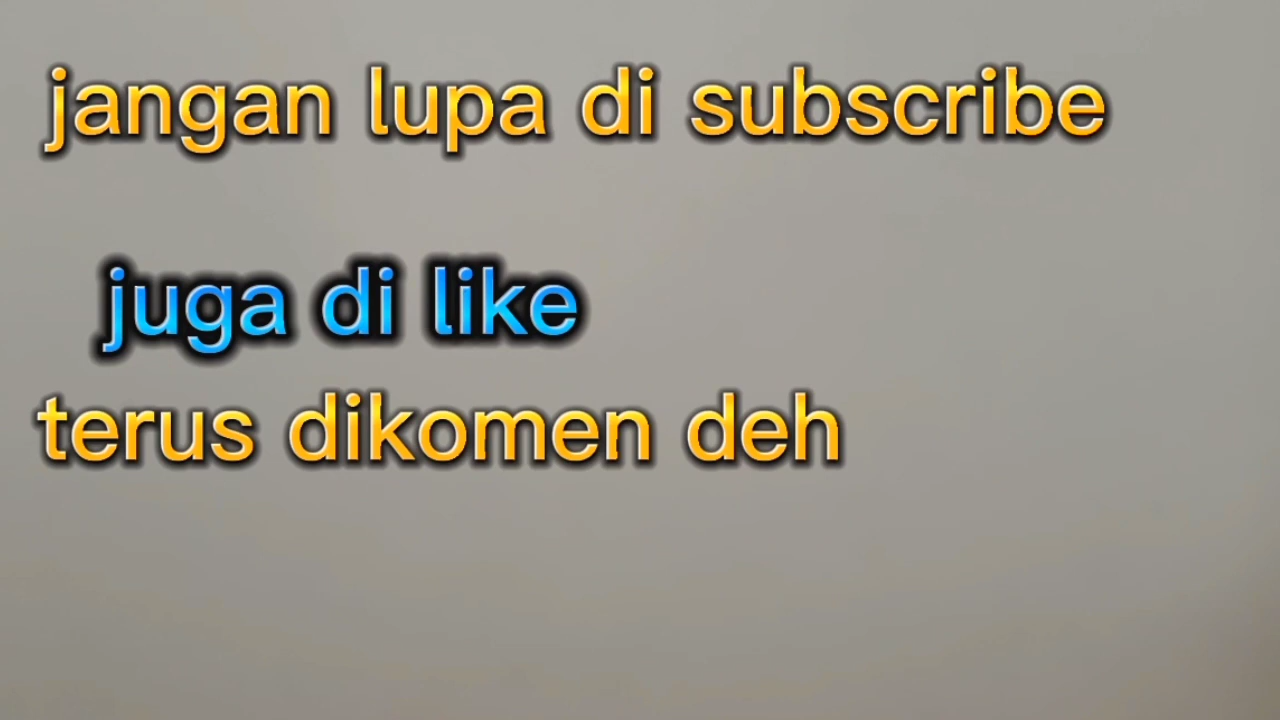 jangan lupa di subscribe
juga di like
terus dikomen deh